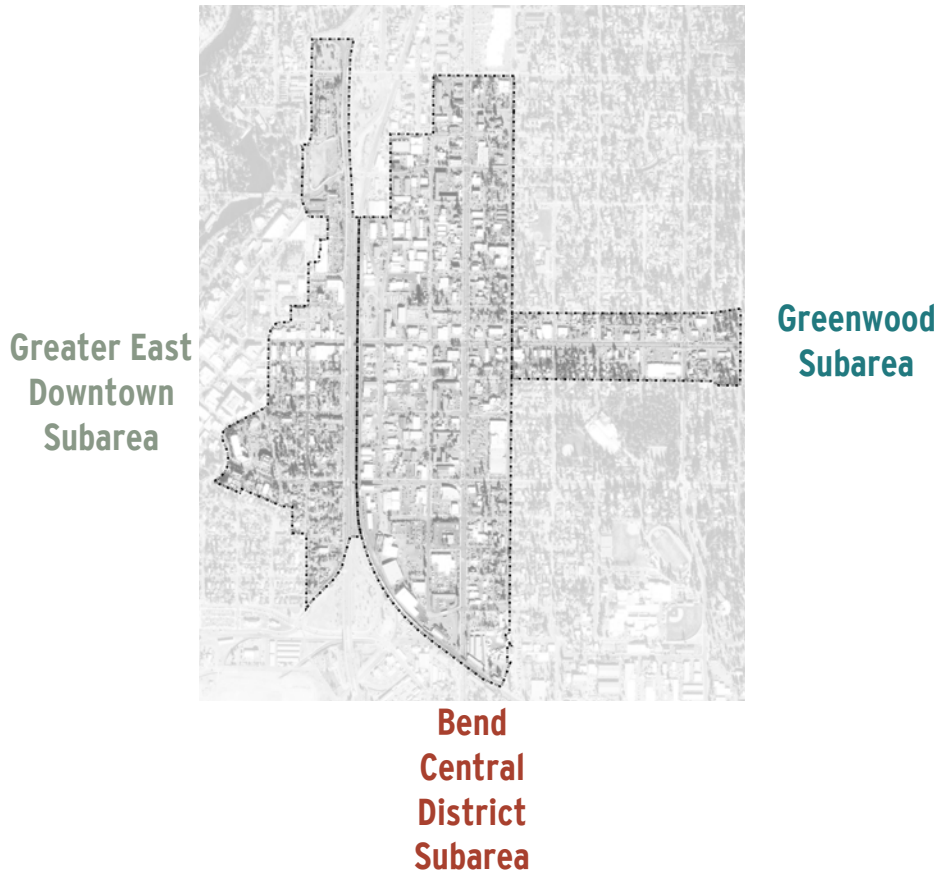 Greater East
Downtown
Subarea
Greenwood
Subarea
Bend
Central
District
Subarea